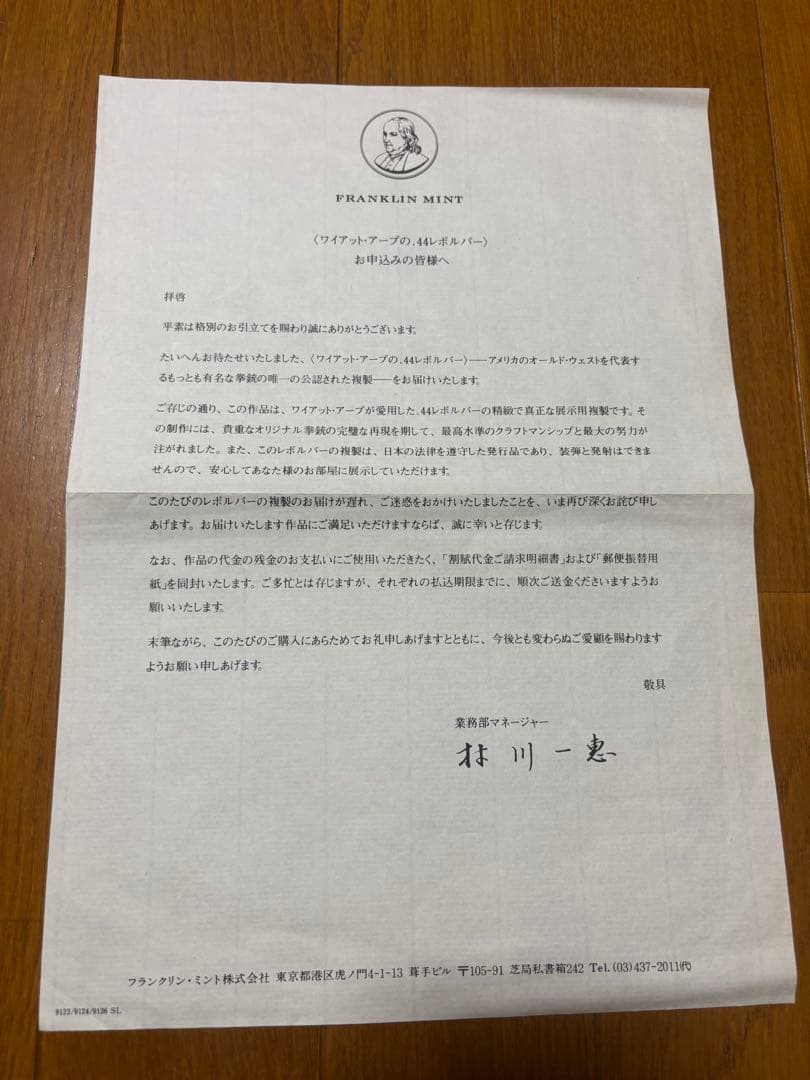 FRANKLIN MINT
〈ワイアット・アープの.44レボルバー〉
お申込みの皆様へ
拝啓
平素は格別のお引立てを賜わり誠にありがとうございます。
たいへんお待たせいたしました、〈ワイアット・アープの.44レボルバー〉——アメリカのオールド・ウェストを代表す
るもっとも有名な拳銃の唯一の公認された複製——をお届けいたします。
ご存じの通り、この作品は、ワイアット・アープが愛用した.44レボルバーの精緻で真正な展示用複製です。そ
の制作には、貴重なオリジナル拳銃の完璧な再現を期して、最高水準のクラフトマンシップと最大の努力が
注がれました。また、このレボルバーの複製は、日本の法律を遵守した発行品であり、装弾と発射はできま
せんので、安心してあなた様のお部屋に展示していただけます。
このたびのレボルバーの複製のお届けが遅れ、ご迷惑をおかけいたしましたことを、いま再び深くお詫び申し
あげます。お届けいたします作品にご満足いただけますならば、誠に幸いと存じます。
なお、作品の代金の残金のお支払いにご使用いただきたく、「割賦代金ご請求明細書」および「郵便振替用
紙」を同封いたします。ご多忙とは存じますが、それぞれの払込期限までに、順次ご送金くださいますようお
願いいたします。
末筆ながら、このたびのご購入にあらためてお礼申しあげますとともに、今後とも変わらぬご愛顧を賜わります
ようお願い申しあげます。
敬具
業務部マネージャー
川一恵
フランクリン・ミント株式会社 東京都港区虎ノ門4-1-13 葺手ビル 〒105-91 芝局私書箱242 Tel.(03)437-2011代
9123/9124/9136 SL